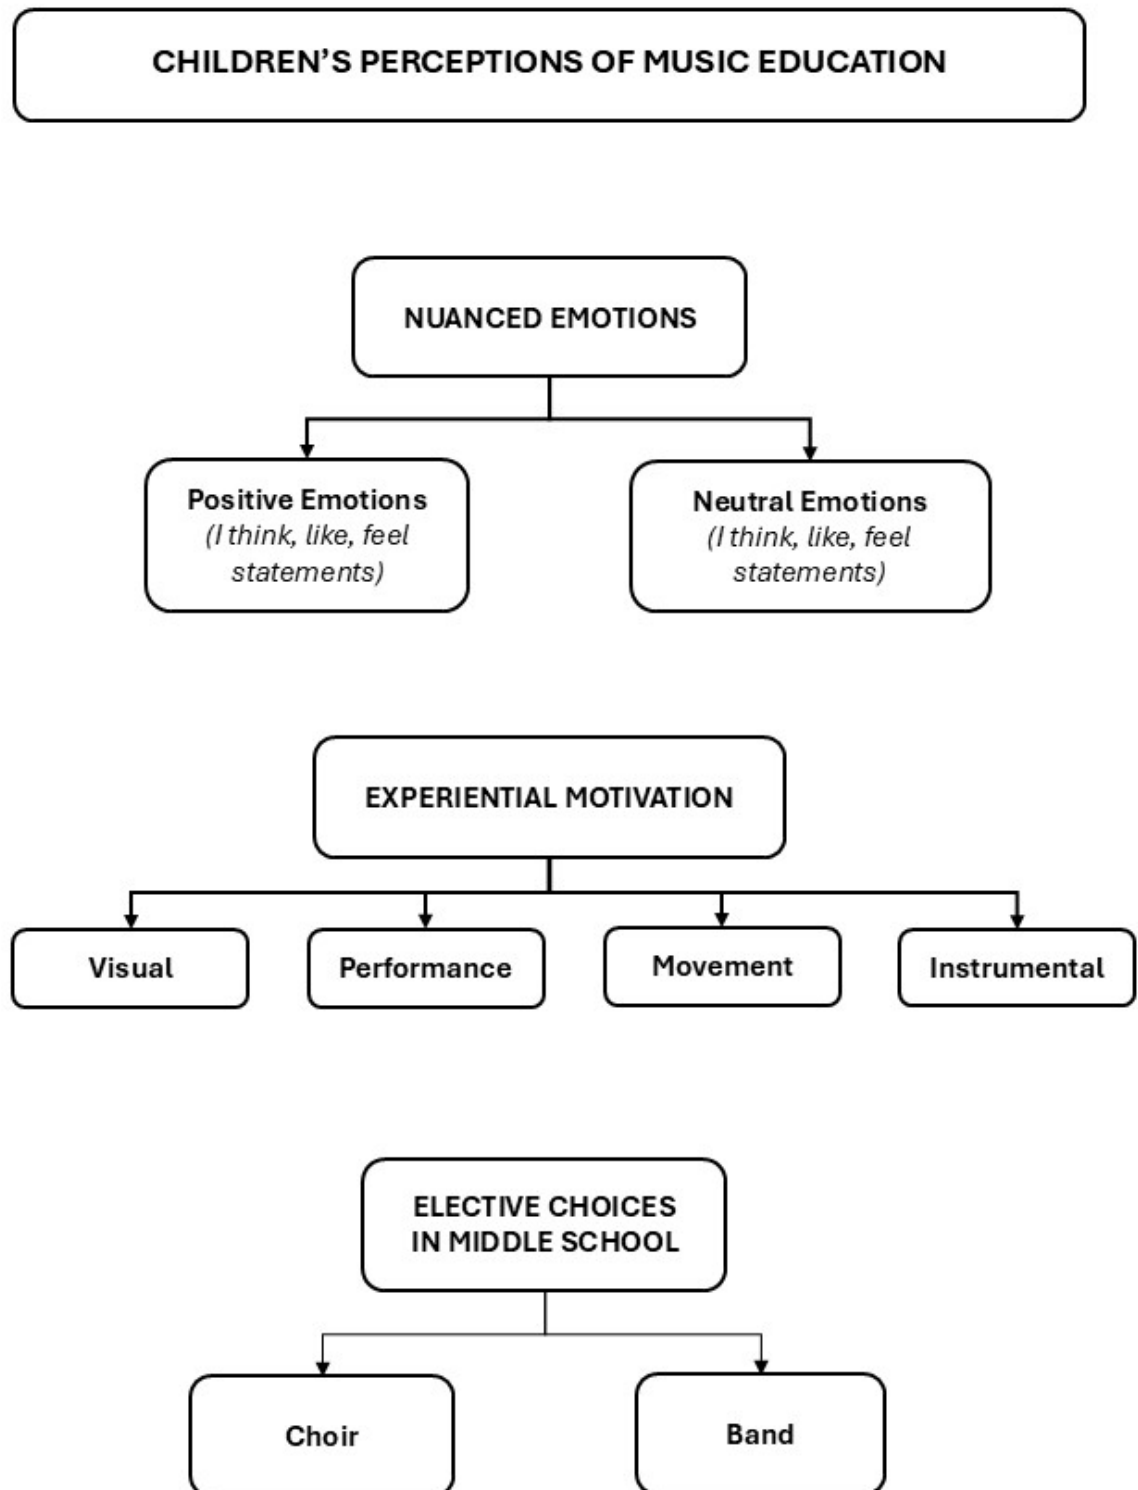 CHILDREN’S PERCEPTIONS OF MUSIC EDUCATION
NUANCED EMOTIONS
Positive Emotions
(I think, like, feel
statements)
Neutral Emotions
(I think, like, feel
statements)
EXPERIENTIAL MOTIVATION
Visual
Performance
Movement
Instrumental
ELECTIVE CHOICES
IN MIDDLE SCHOOL
Choir
Band